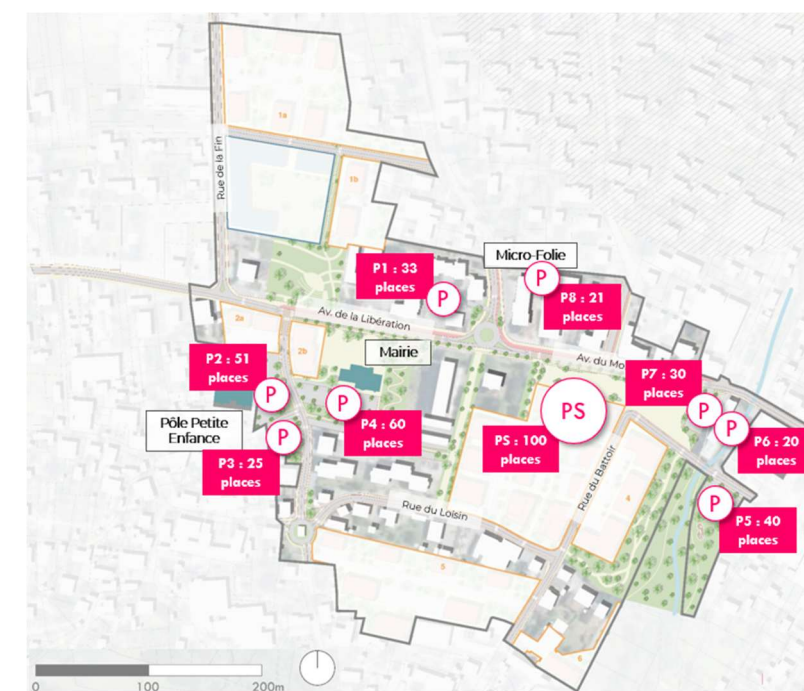 1a
Rue de la Fin
1b
Micro-Folie
P1 : 33
places
P
P
P8 : 21
places
Av. de la Libération
2a
2b
Mairie
Av. du Mo
P2 : 51
places
P
P
P4 : 60
places
Pôle Petite
Enfance
P
P3 : 25
places
PS
PS : 100
places
P7 : 30
places
P
P
P6 : 20
places
Rue du Battoir
4
Rue du Loisin
P
P5 : 40
places
5
6
0
100
200m